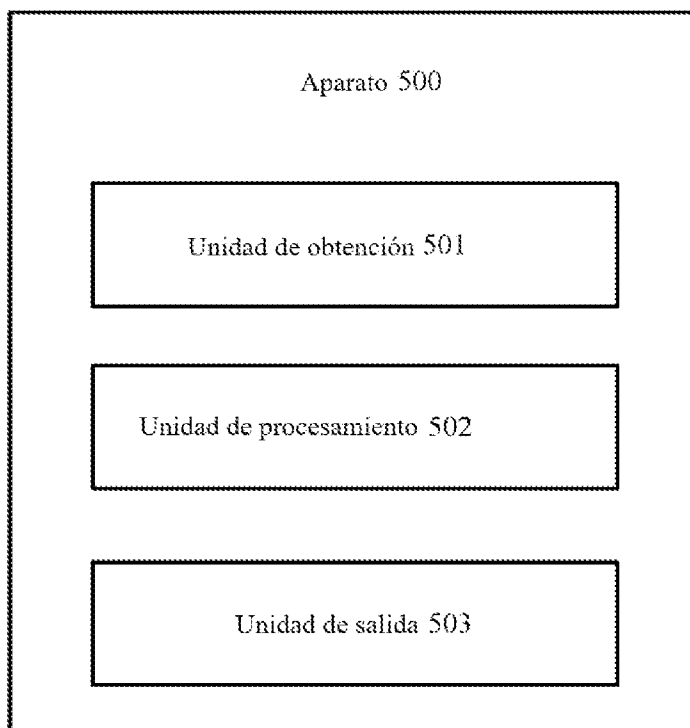 Aparato 500
Unidad de obtención 501
Unidad de procesamiento 502
Unidad de salida 503